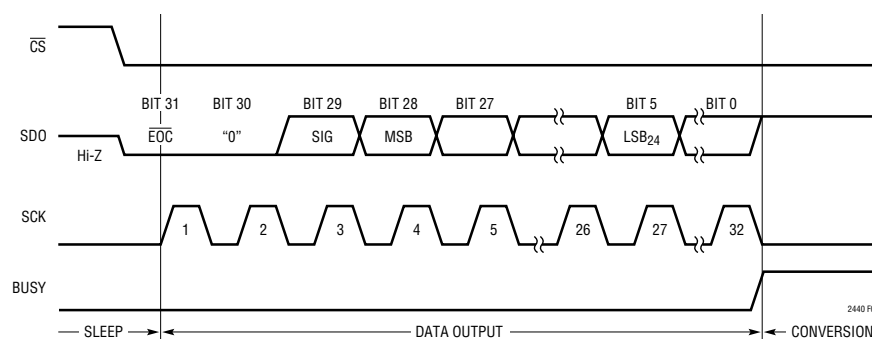 CS
BIT 31 BIT 30 BIT 29 BIT 28 BIT 27 BIT 5 BIT 0
SDO EOC "0" SIG MSB LSB24
Hi-Z
SCK 1 2 3 4 5 26 27 32
BUSY
2440
SLEEP DATA OUTPUT CONVERSION